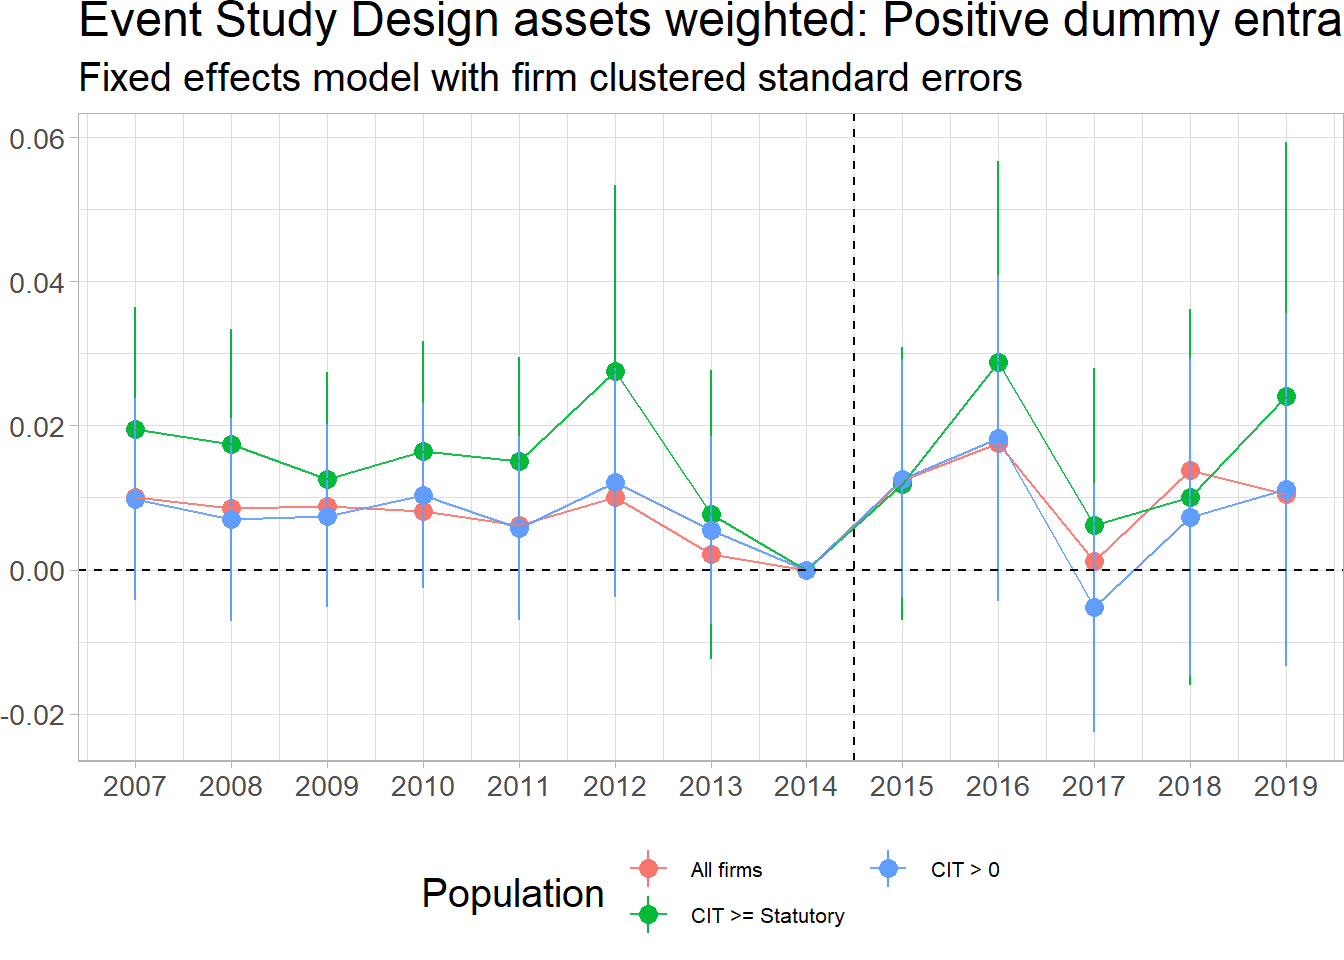 Event Study Design assets weighted: Positive dummy entra
Fixed effects model with firm clustered standard errors
0.06
0.04
0.02
0.00
-0.02
2007 2008 2009 2010 2011 2012 2013 2014 2015 2016 2017 2018 2019
Population
All firms
CIT > 0
CIT >= Statutory